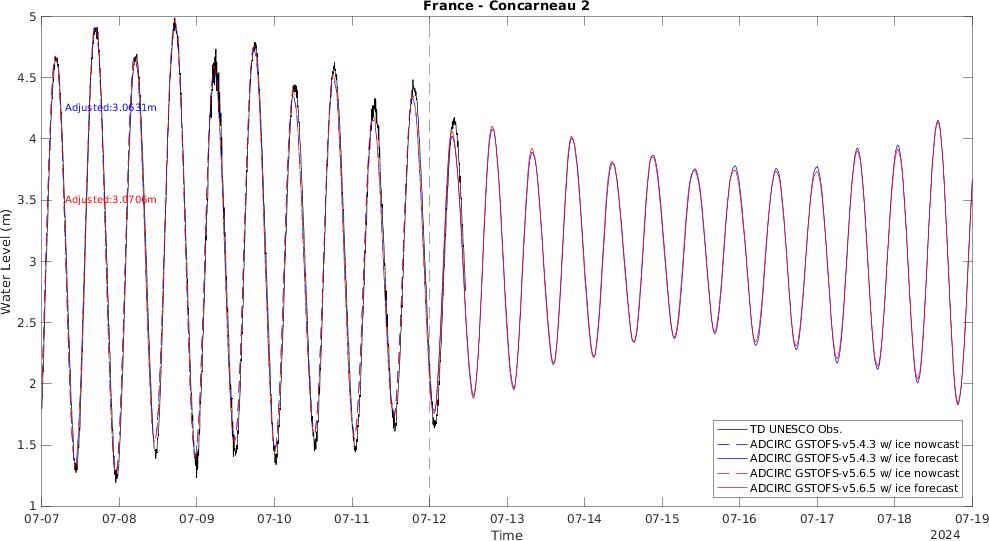 France - Concarneau 2
5
4.5
4
3.5
3
2.5
2
1.5
1
Water Level (m)
Adjusted:3.0631m
Adjusted:3.0706m
TD UNESCO Obs.
ADCIRC GSTOFS-v5.4.3 w/ ice nowcast
ADCIRC GSTOFS-v5.4.3 w/ ice forecast
ADCIRC GSTOFS-v5.6.5 w/ ice nowcast
ADCIRC GSTOFS-v5.6.5 w/ ice forecast
07-07 07-08 07-09 07-10 07-11 07-12 07-13 07-14 07-15 07-16 07-17 07-18 07-19
Time
2024